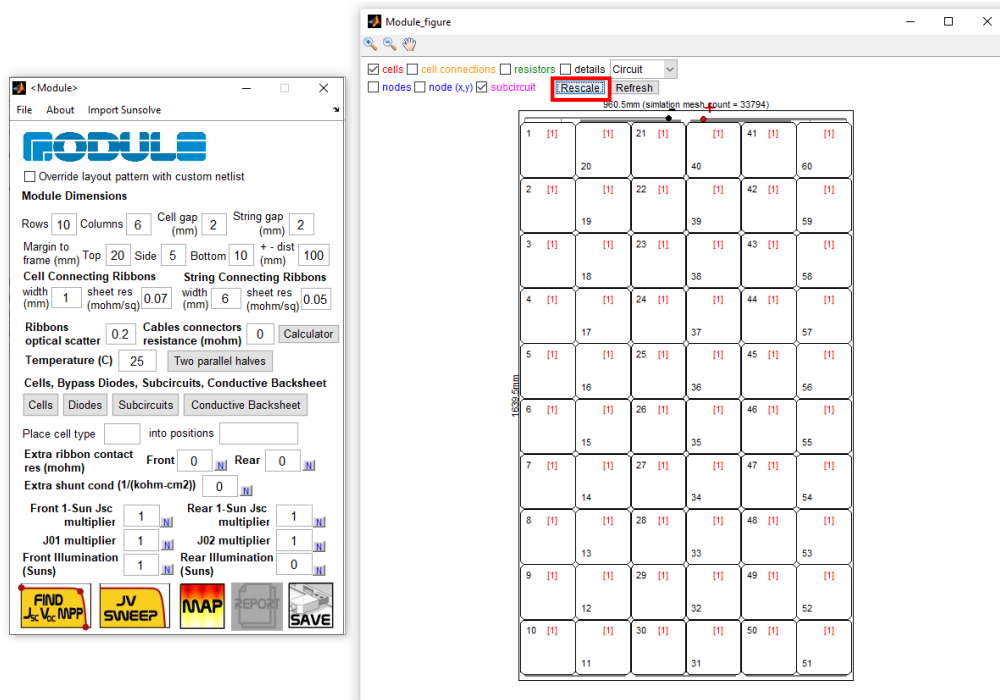 <Module>
File About Import Sunsolve
MODULE
Override layout pattern with custom netlist
Module Dimensions
Rows 10 Columns 6 Cell gap (mm) 2 String gap (mm) 2
Margin to frame (mm) Top 20 Side 5 Bottom 10 + - dist (mm) 100
Cell Connecting Ribbons String Connecting Ribbons
width (mm) 1 sheet res (mohm/sq) 0.07 width (mm) 6 sheet res (mohm/sq) 0.05
Ribbons optical scatter 0.2 Cables connectors resistance (mohm) 0 Calculator
Temperature (C) 25 Two parallel halves
Cells, Bypass Diodes, Subcircuits, Conductive Backsheet
Cells Diodes Subcircuits Conductive Backsheet
Place cell type into positions
Extra ribbon contact res (mohm) Front 0 N Rear 0 N
Extra shunt cond (1/(kohm-cm2)) 0 N
Front 1-Sun Jsc multiplier 1 N Rear 1-Sun Jsc multiplier 1 N
J01 multiplier 1 N J02 multiplier 1 N
Front Illumination (Suns) 1 N Rear Illumination (Suns) 0 N
FIND Jsc Voc MPP JV SWEEP MAP REPORT SAVE
Module_figure
cells cell connections resistors details Circuit
nodes node (x,y) subcircuit Rescale Refresh
960.5mm (simlation mesh count = 33794)
- +
1639.5mm
1 [1] [1] 21 [1] [1] 41 [1] [1]
20 40 60
2 [1] [1] 22 [1] [1] 42 [1] [1]
19 39 59
3 [1] [1] 23 [1] [1] 43 [1] [1]
18 38 58
4 [1] [1] 24 [1] [1] 44 [1] [1]
17 37 57
5 [1] [1] 25 [1] [1] 45 [1] [1]
16 36 56
6 [1] [1] 26 [1] [1] 46 [1] [1]
15 35 55
7 [1] [1] 27 [1] [1] 47 [1] [1]
14 34 54
8 [1] [1] 28 [1] [1] 48 [1] [1]
13 33 53
9 [1] [1] 29 [1] [1] 49 [1] [1]
12 32 52
10 [1] [1] 30 [1] [1] 50 [1] [1]
11 31 51